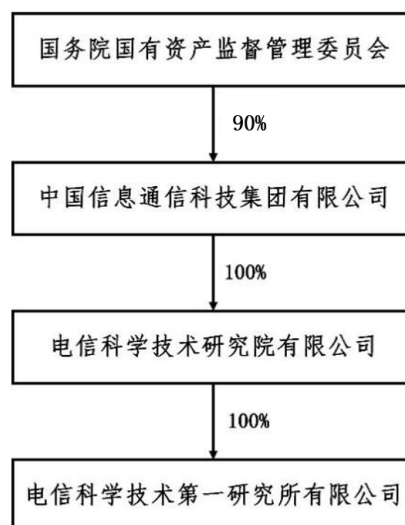 国务院国有资产监督管理委员会
90%
中国信息通信科技集团有限公司
100%
电信科学技术研究院有限公司
100%
电信科学技术第一研究所有限公司